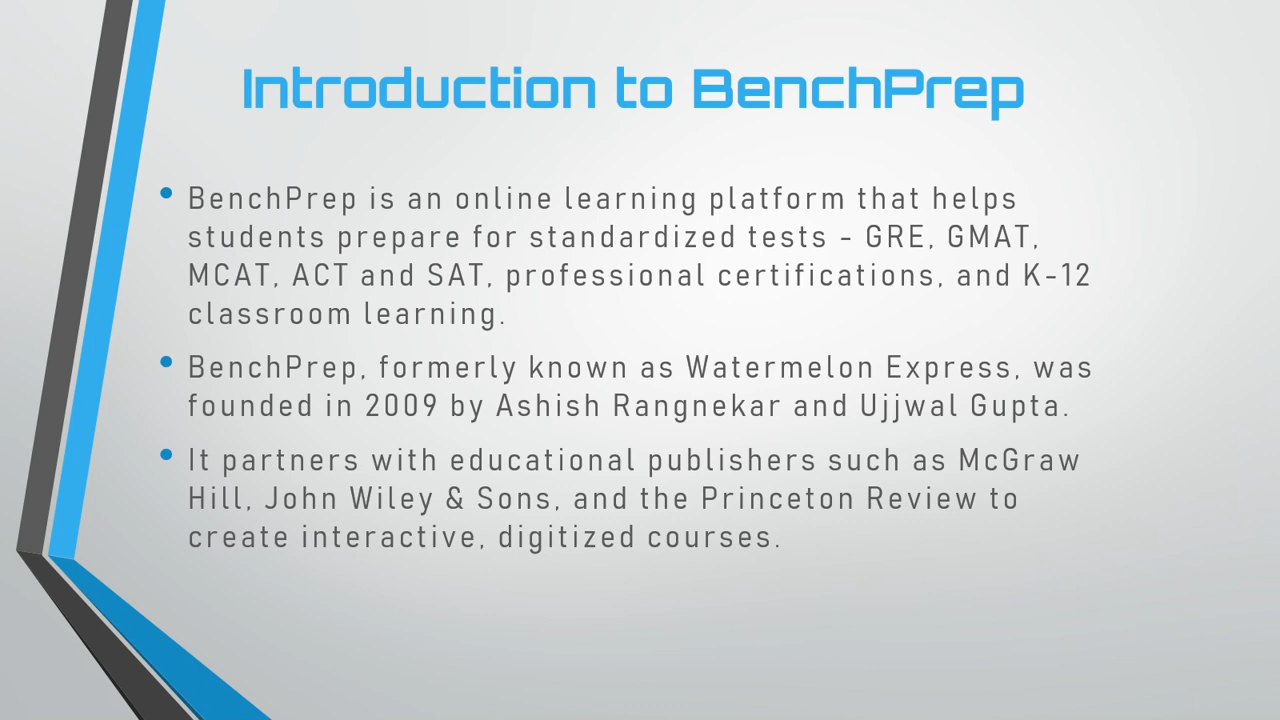 Introduction to BenchPrep
• BenchPrep is an online learning platform that helps
students prepare for standardized tests - GRE, GMAT,
MCAT, ACT and SAT, professional certifications, and K-12
classroom learning.
• BenchPrep, formerly known as Watermelon Express, was
founded in 2009 by Ashish Rangnekar and Ujjwal Gupta.
• It partners with educational publishers such as McGraw
Hill, John Wiley & Sons, and the Princeton Review to
create interactive, digitized courses.